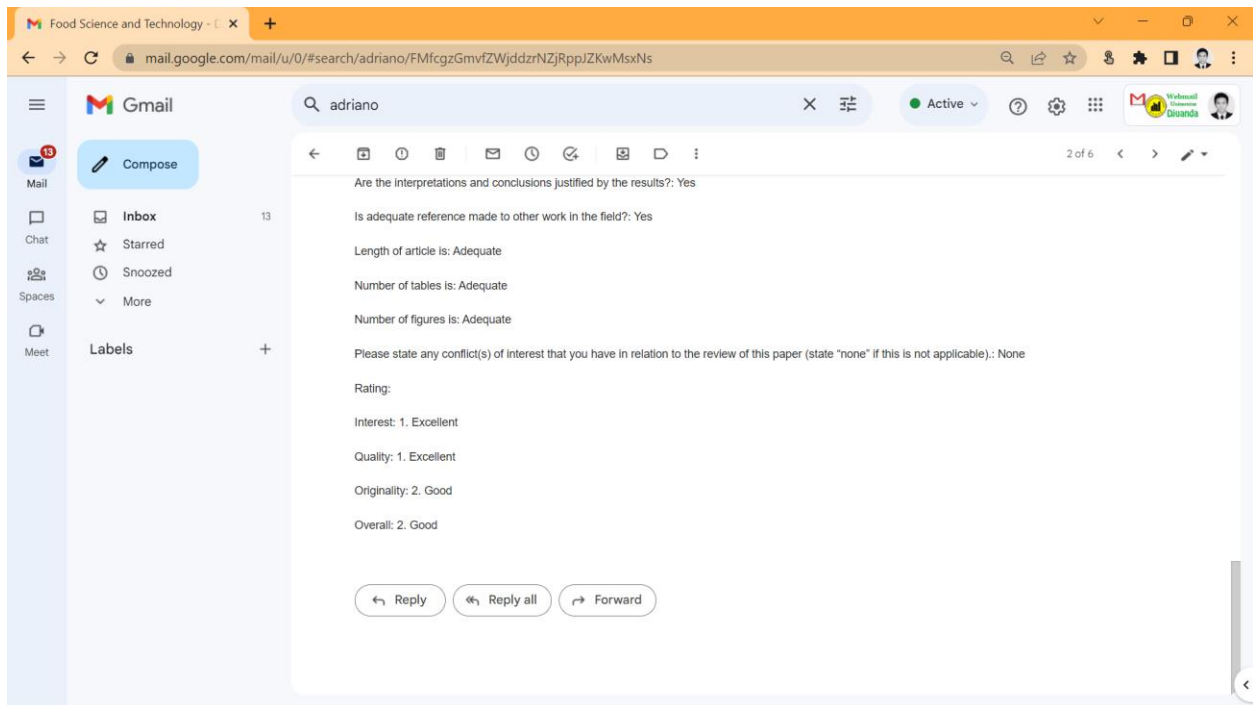 Food Science and Technology - D
mail.google.com/mail/u/0/#search/adriano/FMfcgzGmvfZWjddzrNZjRppJZKwMsxNs
Gmail
adriano
Active
Webmail
Universitas
Djuanda
13
Mail
Compose
2 of 6
Are the interpretations and conclusions justified by the results?: Yes
Inbox 13
Is adequate reference made to other work in the field?: Yes
Chat
Starred
Length of article is: Adequate
Snoozed
Spaces
Number of tables is: Adequate
More
Number of figures is: Adequate
Meet
Labels
Please state any conflict(s) of interest that you have in relation to the review of this paper (state “none” if this is not applicable).: None
Rating:
Interest: 1. Excellent
Quality: 1. Excellent
Originality: 2. Good
Overall: 2. Good
Reply
Reply all
Forward